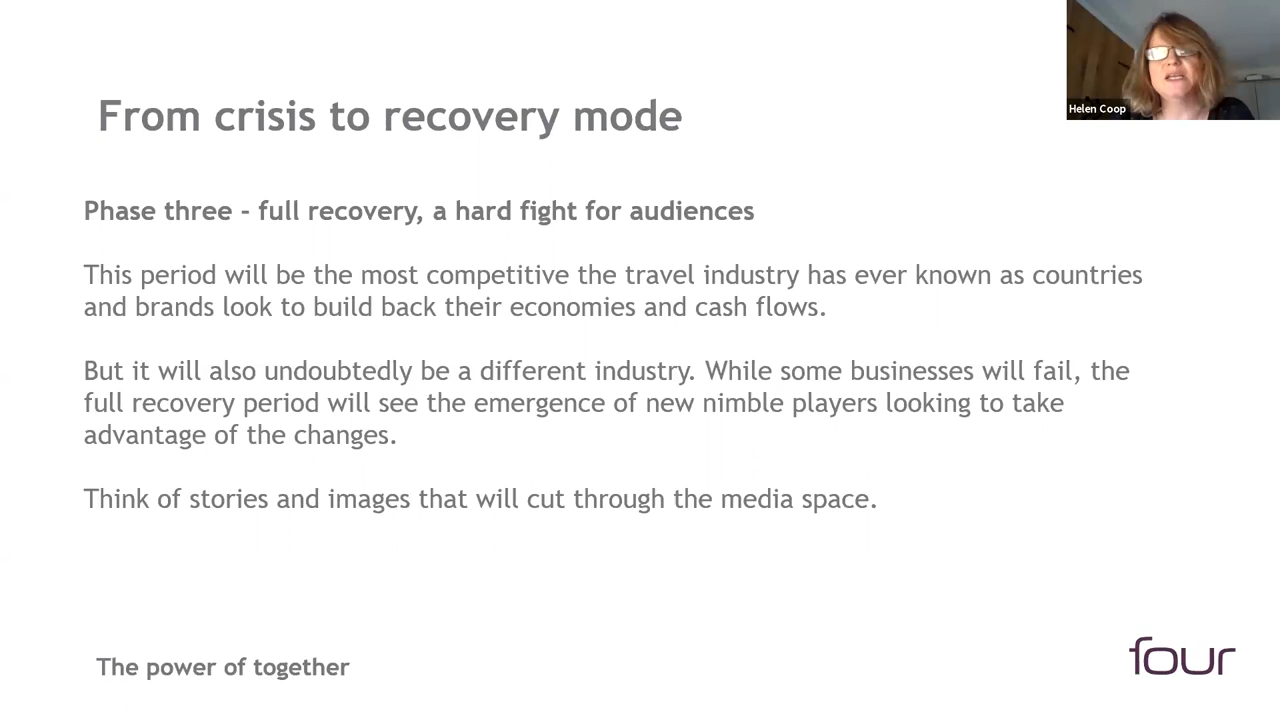 Helen Coop
From crisis to recovery mode
Phase three - full recovery, a hard fight for audiences
This period will be the most competitive the travel industry has ever known as countries
and brands look to build back their economies and cash flows.
But it will also undoubtedly be a different industry. While some businesses will fail, the
full recovery period will see the emergence of new nimble players looking to take
advantage of the changes.
Think of stories and images that will cut through the media space.
The power of together
four